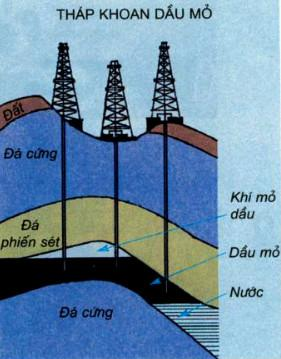 THÁP KHOAN DẦU MỎ
Đất
Đá cứng
Đá
phiến sét
Khí mỏ
dầu
Dầu mỏ
Nước
Đá cứng